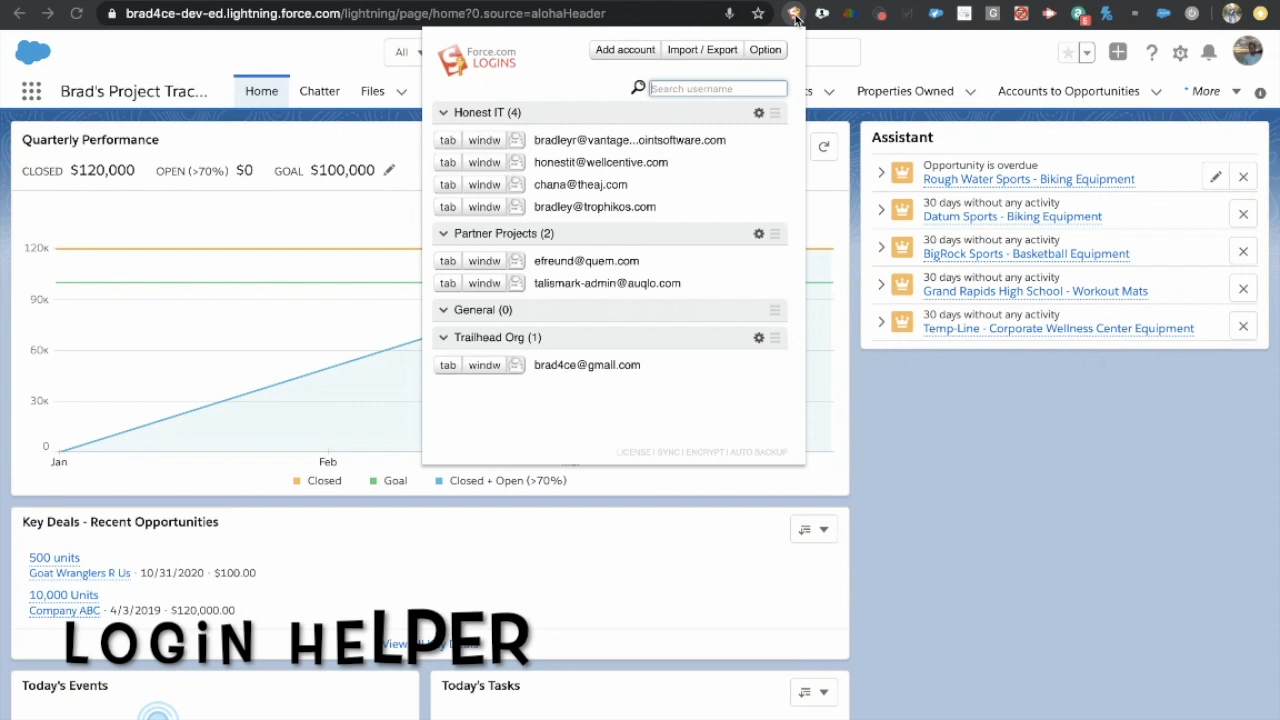 brad4ce-dev-ed.lightning.force.com/lightning/page/home?0.source=alohaHeader
All
Force.com
LOGINS
Add account
Import / Export
Option
Search username
Brad's Project Trac...
Home
Chatter
Files
Properties Owned
Accounts to Opportunities
* More
Honest IT (4)
tab windw bradleyr@vantage...ointsoftware.com
tab windw honestit@wellcentive.com
tab windw chana@theaj.com
tab windw bradley@trophikos.com
Partner Projects (2)
tab windw efreund@quem.com
tab windw talismark-admin@auqlo.com
General (0)
Trailhead Org (1)
tab windw brad4ce@gmail.com
LICENSE | SYNC | ENCRYPT | AUTO BACKUP
Quarterly Performance
CLOSED $120,000 OPEN (>70%) $0 GOAL $100,000
120K
90K
60K
30K
0
Jan
Feb
Closed
Goal
Closed + Open (>70%)
Assistant
Opportunity is overdue
Rough Water Sports - Biking Equipment
30 days without any activity
Datum Sports - Biking Equipment
30 days without any activity
BigRock Sports - Basketball Equipment
30 days without any activity
Grand Rapids High School - Workout Mats
30 days without any activity
Temp-Line - Corporate Wellness Center Equipment
Key Deals - Recent Opportunities
500 units
Goat Wranglers R Us · 10/31/2020 · $100.00
10,000 Units
Company ABC · 4/3/2019 · $120,000.00
View
LOGIN HELPER
Today's Events
Today's Tasks